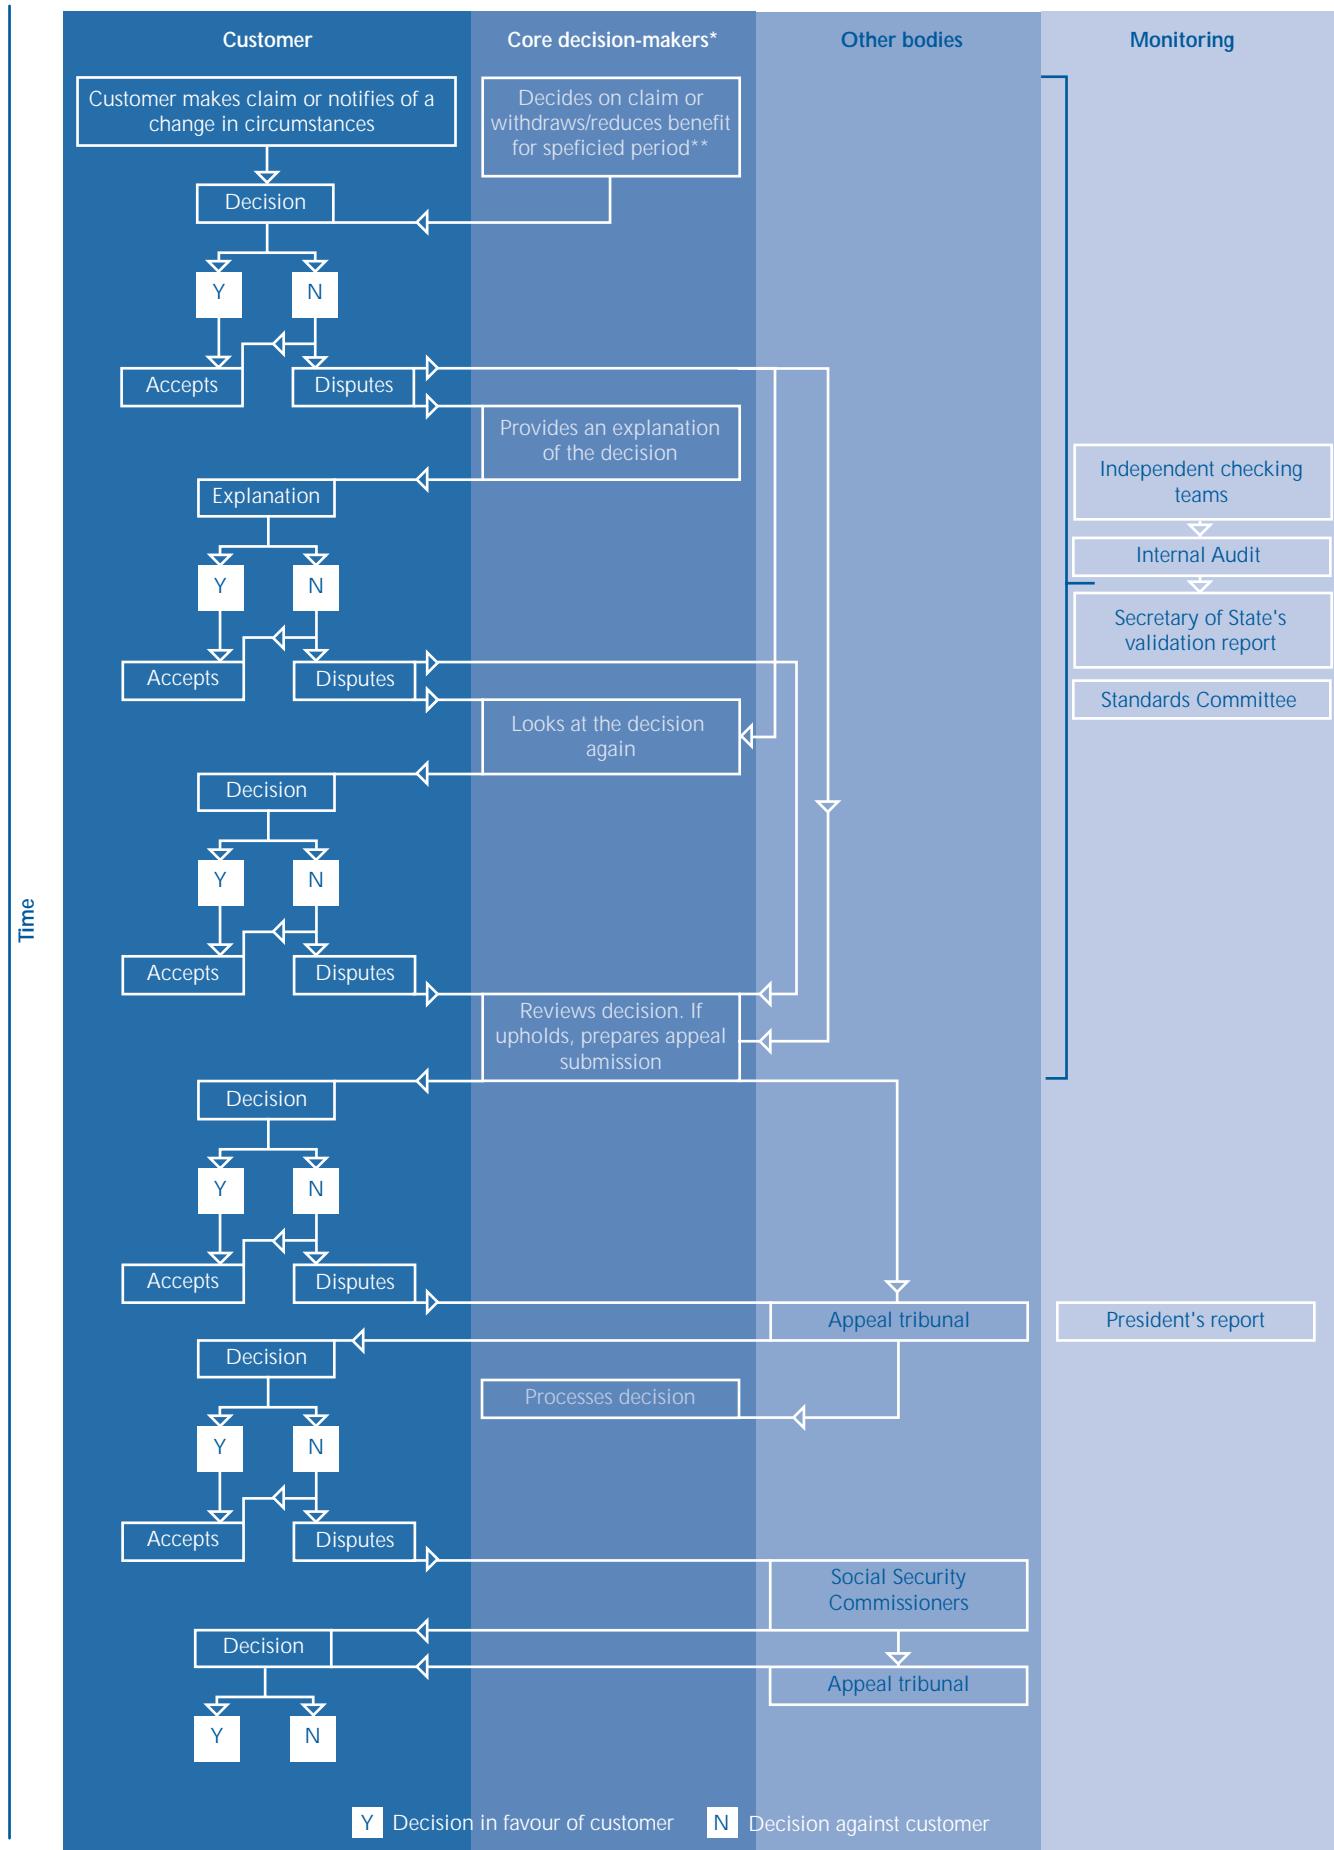 Customer
Core decision-makers*
Other bodies
Monitoring
Customer makes claim or notifies of a
change in circumstances
Decides on claim or
withdraws/reduces benefit
for speficied period**
Decision
Y
N
Accepts
Disputes
Provides an explanation
of the decision
Independent checking
teams
Explanation
Internal Audit
Y
N
Secretary of State's
validation report
Accepts
Disputes
Standards Committee
Looks at the decision
again
Decision
Y
N
Time
Accepts
Disputes
Reviews decision. If
upholds, prepares appeal
submission
Decision
Y
N
Accepts
Disputes
Appeal tribunal
President's report
Decision
Processes decision
Y
N
Accepts
Disputes
Social Security
Commissioners
Decision
Appeal tribunal
Y
N
Y Decision in favour of customer
N Decision against customer